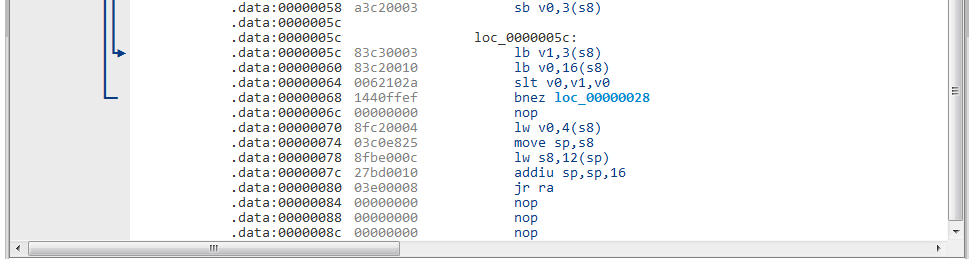 .data:00000058 a3c20003 sb v0,3(s8)
.data:0000005c
.data:0000005c loc_0000005c:
.data:0000005c 83c30003 lb v1,3(s8)
.data:00000060 83c20010 lb v0,16(s8)
.data:00000064 0062102a slt v0,v1,v0
.data:00000068 1440ffef bnez loc_00000028
.data:0000006c 00000000 nop
.data:00000070 8fc20004 lw v0,4(s8)
.data:00000074 03c0e825 move sp,s8
.data:00000078 8fbe000c lw s8,12(sp)
.data:0000007c 27bd0010 addiu sp,sp,16
.data:00000080 03e00008 jr ra
.data:00000084 00000000 nop
.data:00000088 00000000 nop
.data:0000008c 00000000 nop